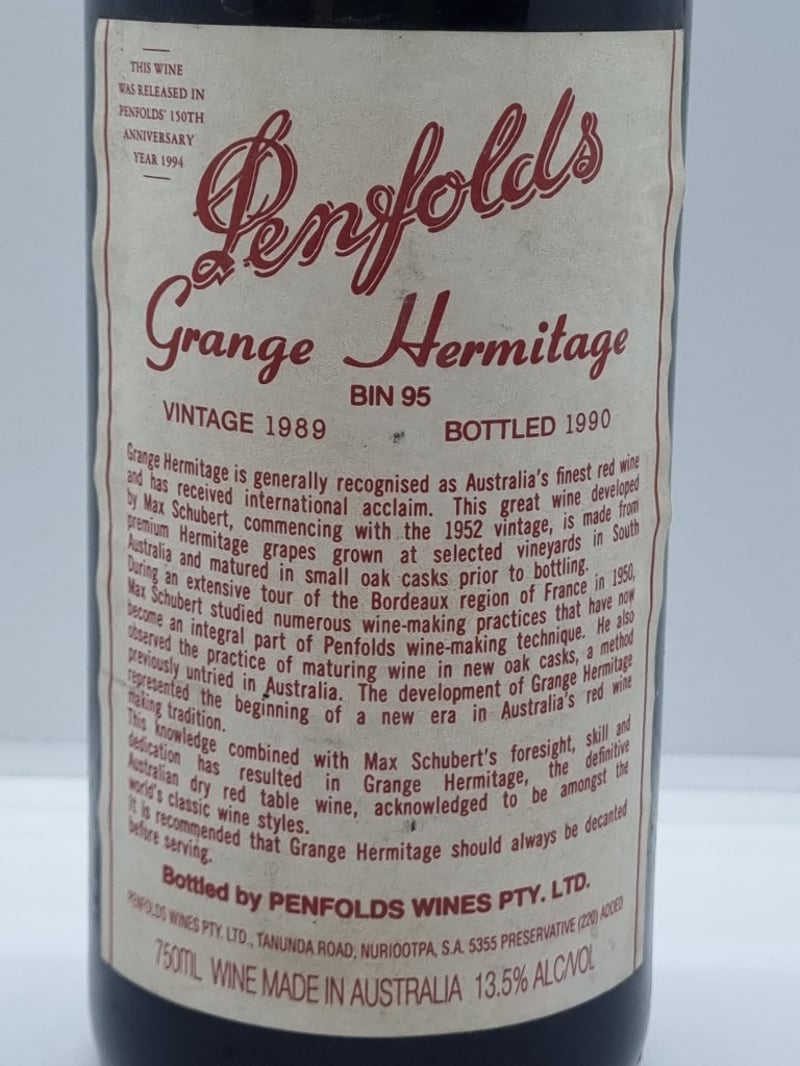 THIS WINE
WAS RELEASED IN
PENFOLDS' 150TH
ANNIVERSARY
YEAR 1994
Penfolds
Grange Hermitage
BIN 95
VINTAGE 1989 BOTTLED 1990
Grange Hermitage is generally recognised as Australia's finest red wine
and has received international acclaim. This great wine developed
by Max Schubert, commencing with the 1952 vintage, is made from
premium Hermitage grapes grown at selected vineyards in South
Australia and matured in small oak casks prior to bottling.
During an extensive tour of the Bordeaux region of France in 1950,
Max Schubert studied numerous wine-making practices that have now
become an integral part of Penfolds wine-making technique. He also
observed the practice of maturing wine in new oak casks, a method
previously untried in Australia. The development of Grange Hermitage
represented the beginning of a new era in Australia's red wine
making tradition.
This knowledge combined with Max Schubert's foresight, skill and
dedication has resulted in Grange Hermitage, the definitive
Australian dry red table wine, acknowledged to be amongst the
world's classic wine styles.
It is recommended that Grange Hermitage should always be decanted
before serving.
Bottled by PENFOLDS WINES PTY. LTD.
PENFOLDS WINES PTY. LTD., TANUNDA ROAD, NURIOOTPA, S.A. 5355 PRESERVATIVE (220) ADDED
750ML WINE MADE IN AUSTRALIA 13.5% ALC/VOL